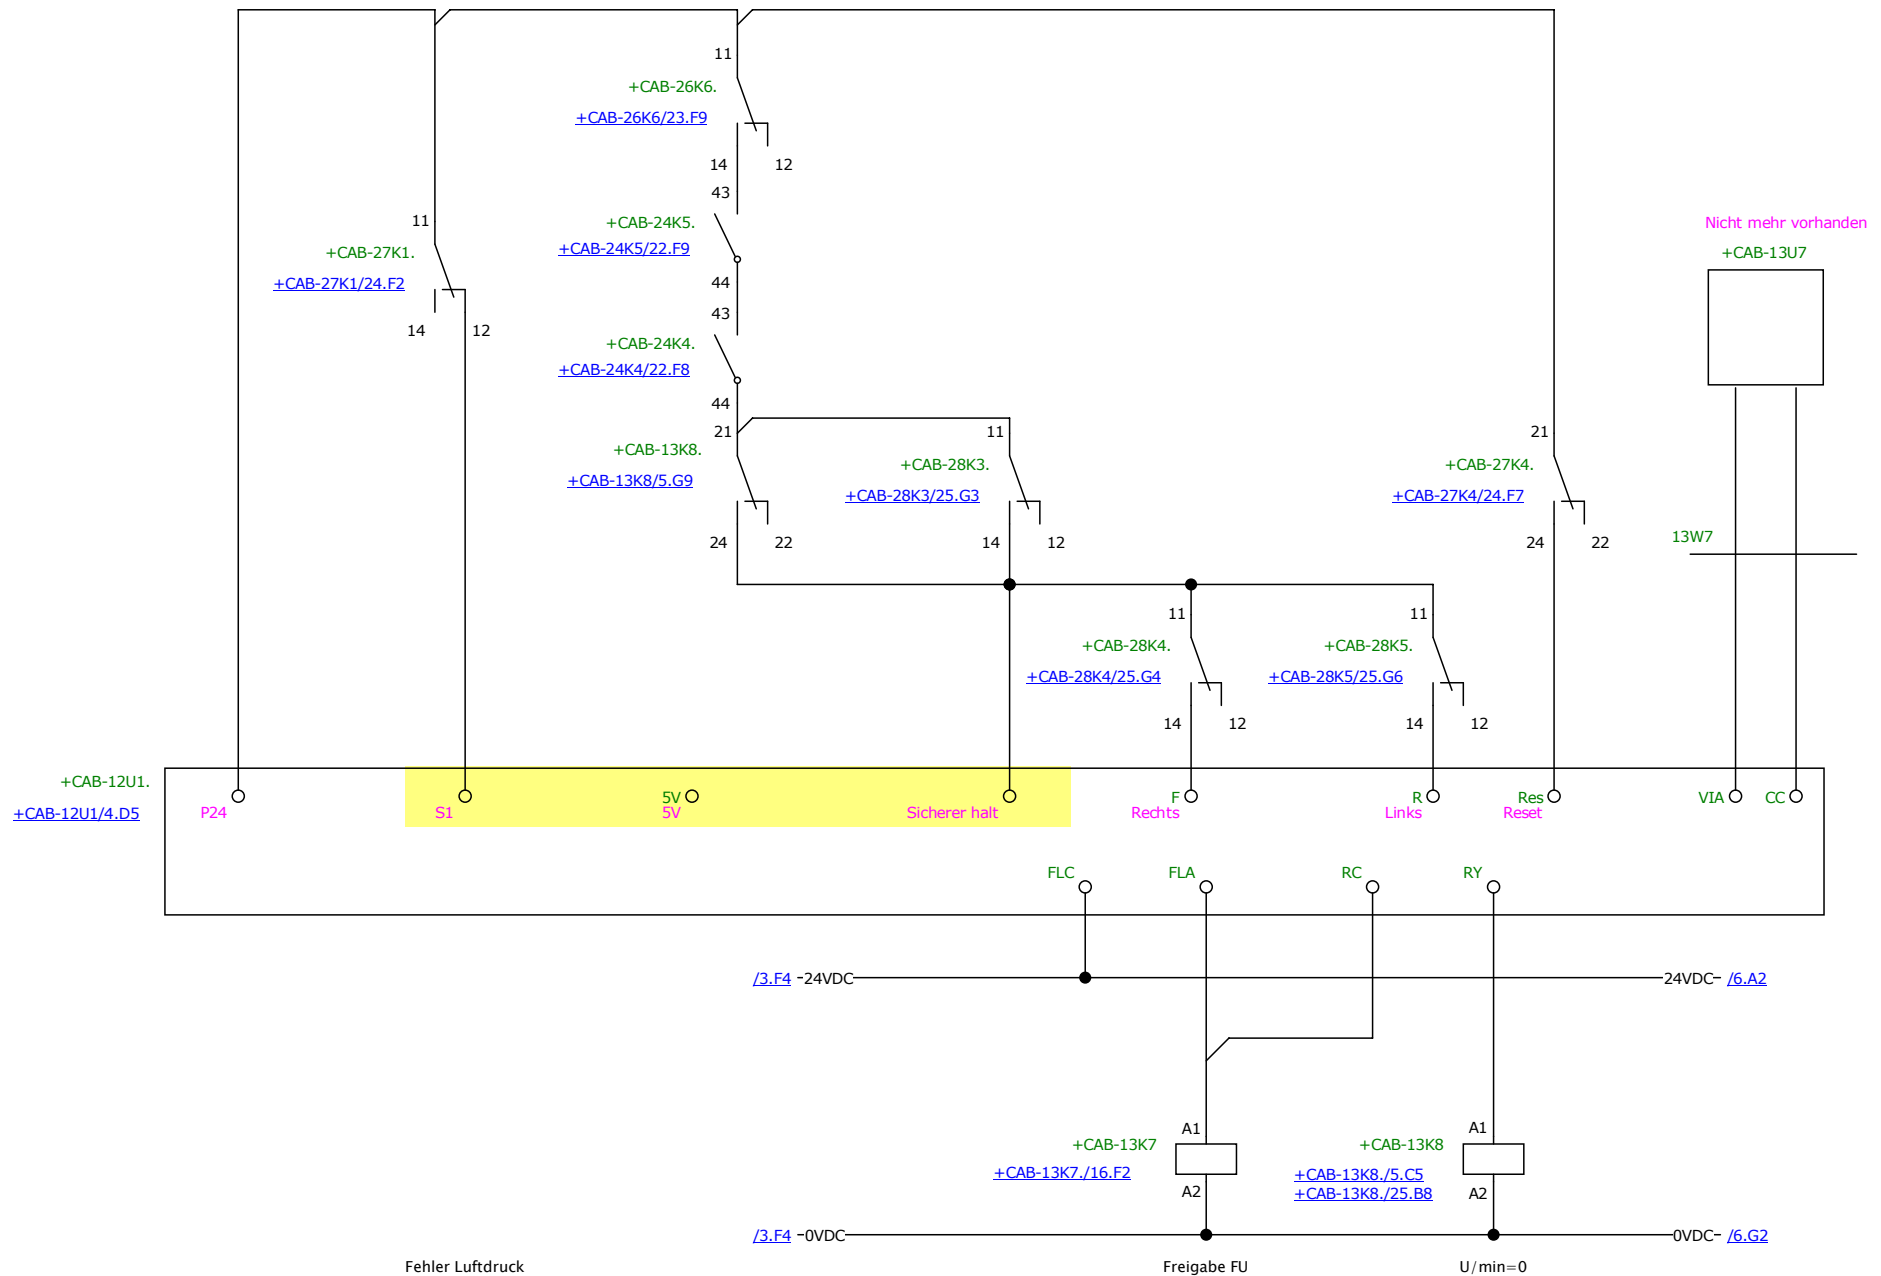 11
+CAB-26K6.
+CAB-26K6/23.F9
14
12
43
+CAB-24K5.
+CAB-24K5/22.F9
44
11
+CAB-27K1.
+CAB-27K1/24.F2
14
12
43
+CAB-24K4.
+CAB-24K4/22.F8
44
Nicht mehr vorhanden
+CAB-13U7
21
+CAB-13K8.
+CAB-13K8/5.G9
24
22
11
+CAB-28K3.
+CAB-28K3/25.G3
14
12
21
+CAB-27K4.
+CAB-27K4/24.F7
24
22
13W7
11
+CAB-28K4.
+CAB-28K4/25.G4
14
12
11
+CAB-28K5.
+CAB-28K5/25.G6
14
12
+CAB-12U1.
+CAB-12U1/4.D5
P24
S1
5V
5V
Sicherer halt
F
Rechts
R
Links
Res
Reset
VIA
CC
FLC
FLA
RC
RY
/3.F4
24VDC
24VDC
/6.A2
A1
+CAB-13K7
+CAB-13K7./16.F2
A2
A1
+CAB-13K8
+CAB-13K8./5.C5
+CAB-13K8./25.B8
A2
/3.F4
0VDC
0VDC
/6.G2
Fehler Luftdruck
Freigabe FU
U/min=0